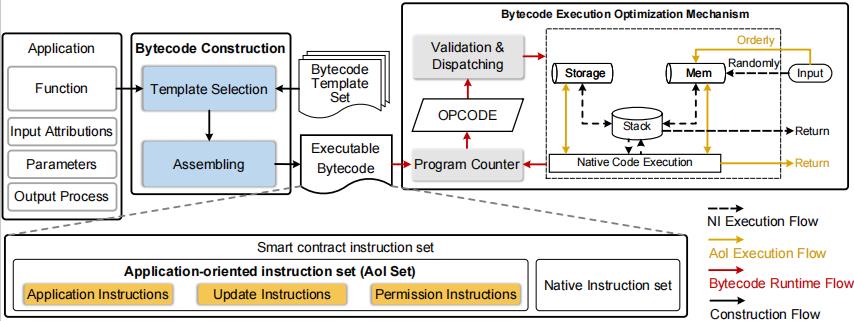 Bytecode Execution Optimization Mechanism
Application
Function
Input Attributions
Parameters
Output Process
Bytecode Construction
Template Selection
Assembling
Bytecode
Template
Set
Executable
Bytecode
Validation &
Dispatching
OPCODE
Program Counter
Orderly
Storage
Mem
Randomly
Input
Stack
Return
Native Code Execution
Return
Smart contract instruction set
Application-oriented instruction set (AoI Set)
Application Instructions
Update Instructions
Permission Instructions
Native Instruction set
NI Execution Flow
AoI Execution Flow
Bytecode Runtime Flow
Construction Flow